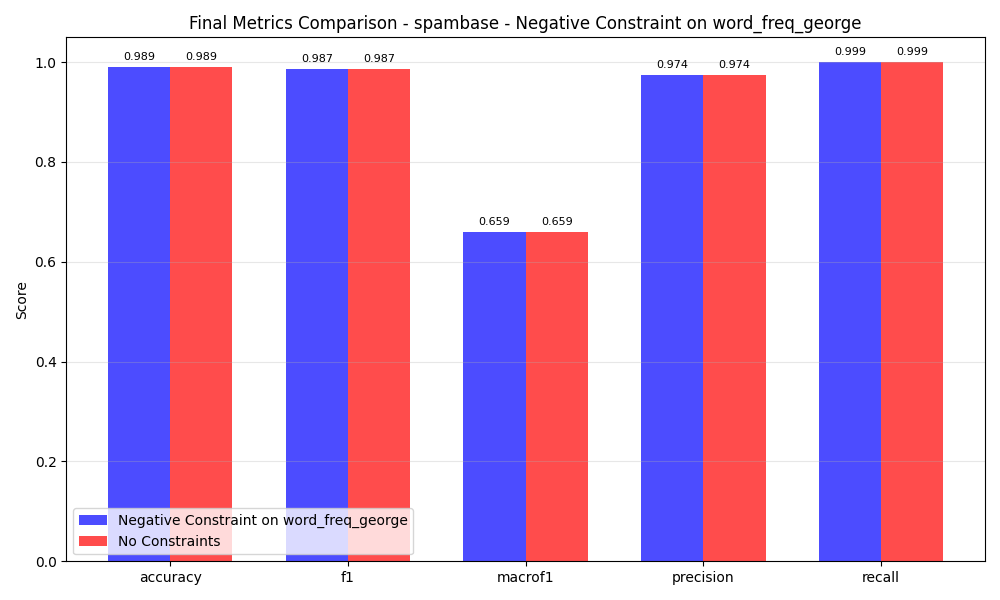 Final Metrics Comparison - spambase - Negative Constraint on word_freq_george
Score
1.0
0.8
0.6
0.4
0.2
0.0
0.989 0.989
0.987 0.987
0.659 0.659
0.974 0.974
0.999 0.999
Negative Constraint on word_freq_george
No Constraints
accuracy f1 macrof1 precision recall